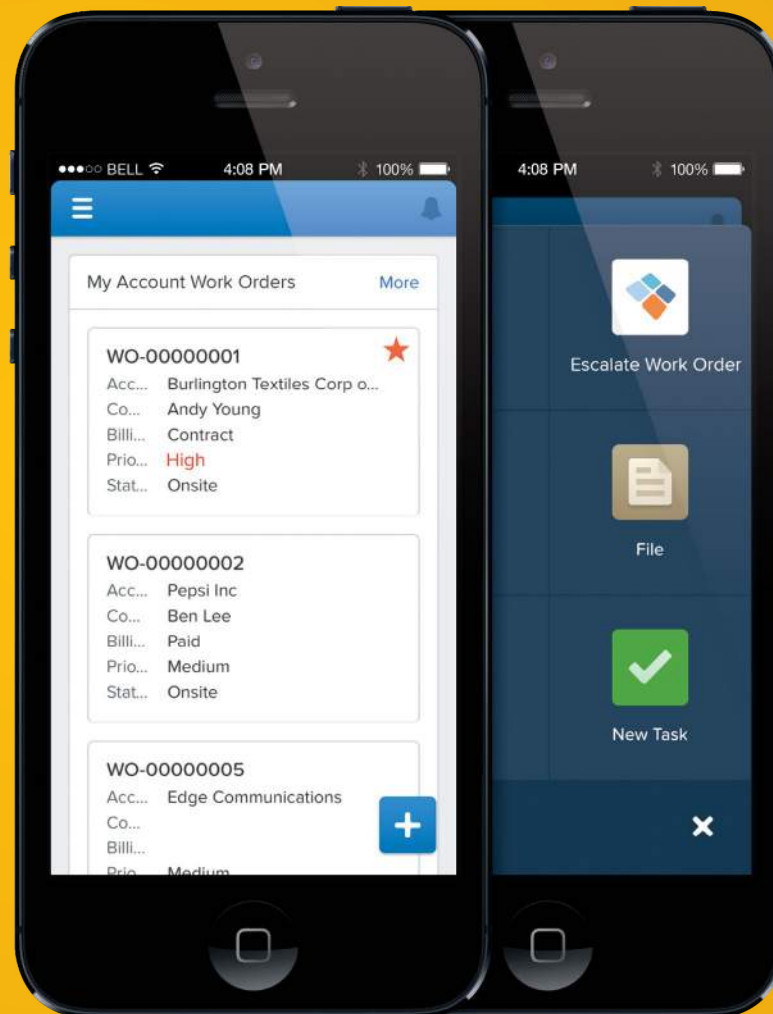 BELL 4:08 PM 100%
My Account Work Orders More
WO-00000001
Acc... Burlington Textiles Corp o...
Co... Andy Young
Billi... Contract
Prio... High
Stat... Onsite
WO-00000002
Acc... Pepsi Inc
Co... Ben Lee
Billi... Paid
Prio... Medium
Stat... Onsite
WO-00000005
Acc... Edge Communications
Co...
Billi...
Prio Medium
4:08 PM 100%
Escalate Work Order
File
New Task